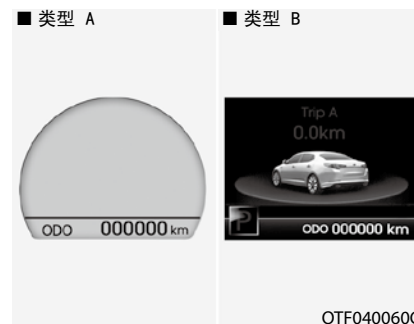 ■ 类型 A
■ 类型 B
ODO 000000 km
Trip A
0.0km
P
ODO 000000 km
OTF040060C